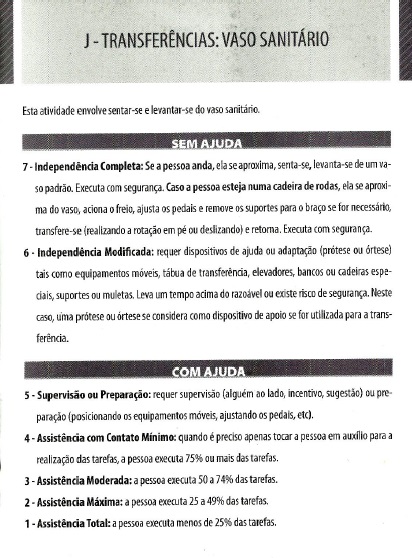 J - TRANSFERÊNCIAS: VASO SANITÁRIO
Esta atividade envolve sentar-se e levantar-se do vaso sanitário.
SEM AJUDA
7 - Independência Completa: Se a pessoa anda, ela se aproxima, senta-se, levanta-se de um va-
so padrão. Executa com segurança. Caso a pessoa esteja numa cadeira de rodas, ela se aproxi-
ma do vaso, aciona o freio, ajusta os pedais e remove os suportes para o braço se for necessário,
transfere-se (realizando a rotação em pé ou deslizando) e retorna. Executa com segurança.
6 - Independência Modificada: requer dispositivos de ajuda ou adaptação (prótese ou órtese)
tais como equipamentos móveis, tábua de transferência, elevadores, bancos ou cadeiras espe-
ciais, suportes ou muletas. Leva um tempo acima do razoável ou existe risco de segurança. Neste
caso, uma prótese ou órtese se considera como dispositivo de apoio se for utilizada para a trans-
ferência.
COM AJUDA
5 - Supervisão ou Preparação: requer supervisão (alguém ao lado, incentivo, sugestão) ou pre-
paração (posicionando os equipamentos móveis, ajustando os pedais, etc).
4 - Assistência com Contato Mínimo: quando é preciso apenas tocar a pessoa em auxílio para a
realização das tarefas, a pessoa executa 75% ou mais das tarefas.
3 - Assistência Moderada: a pessoa executa 50 a 74% das tarefas.
2 - Assistência Máxima: a pessoa executa 25 a 49% das tarefas.
1 - Assistência Total: a pessoa executa menos de 25% das tarefas.